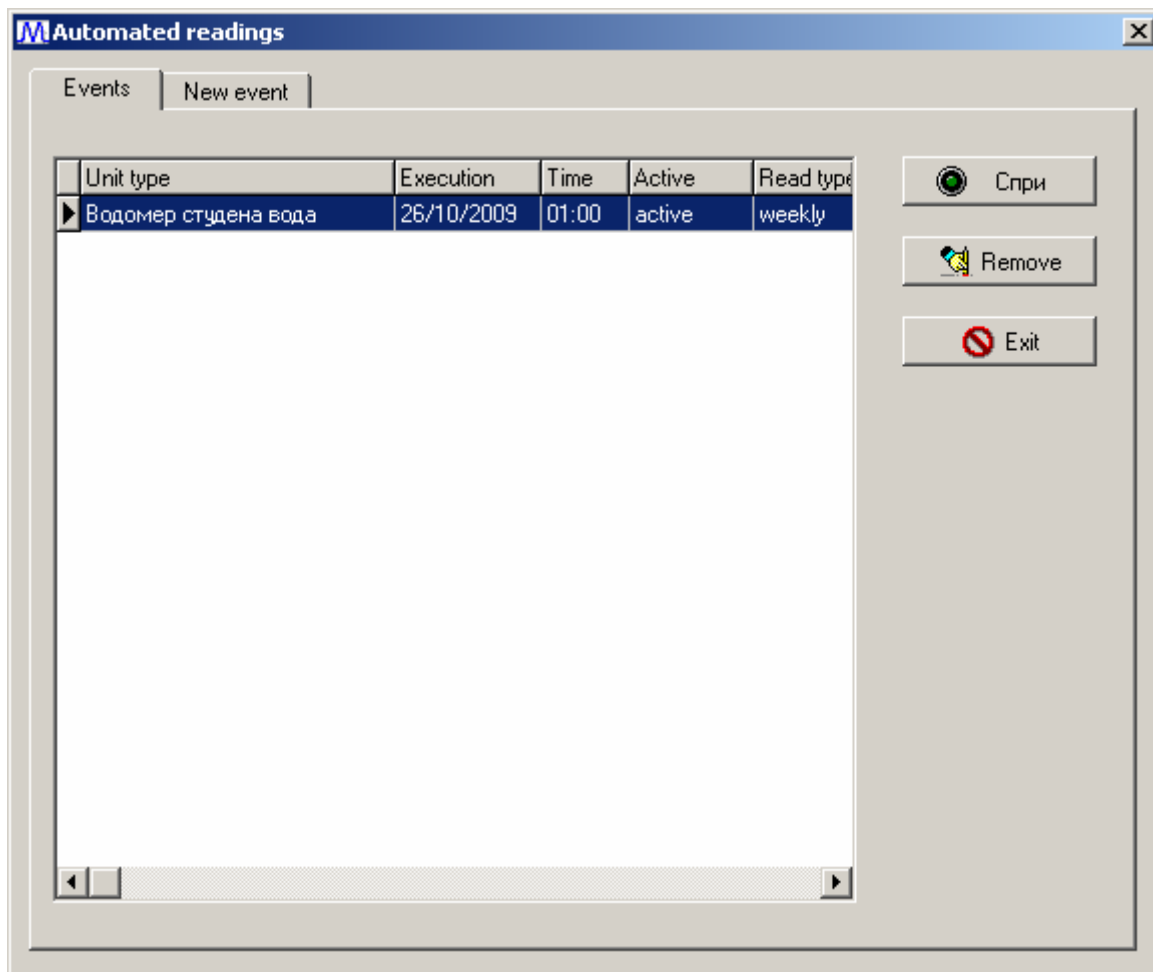 Automated readings
Events New event
Unit type Execution Time Active Read type
Водомер студена вода 26/10/2009 01:00 active weekly
Спри
Remove
Exit